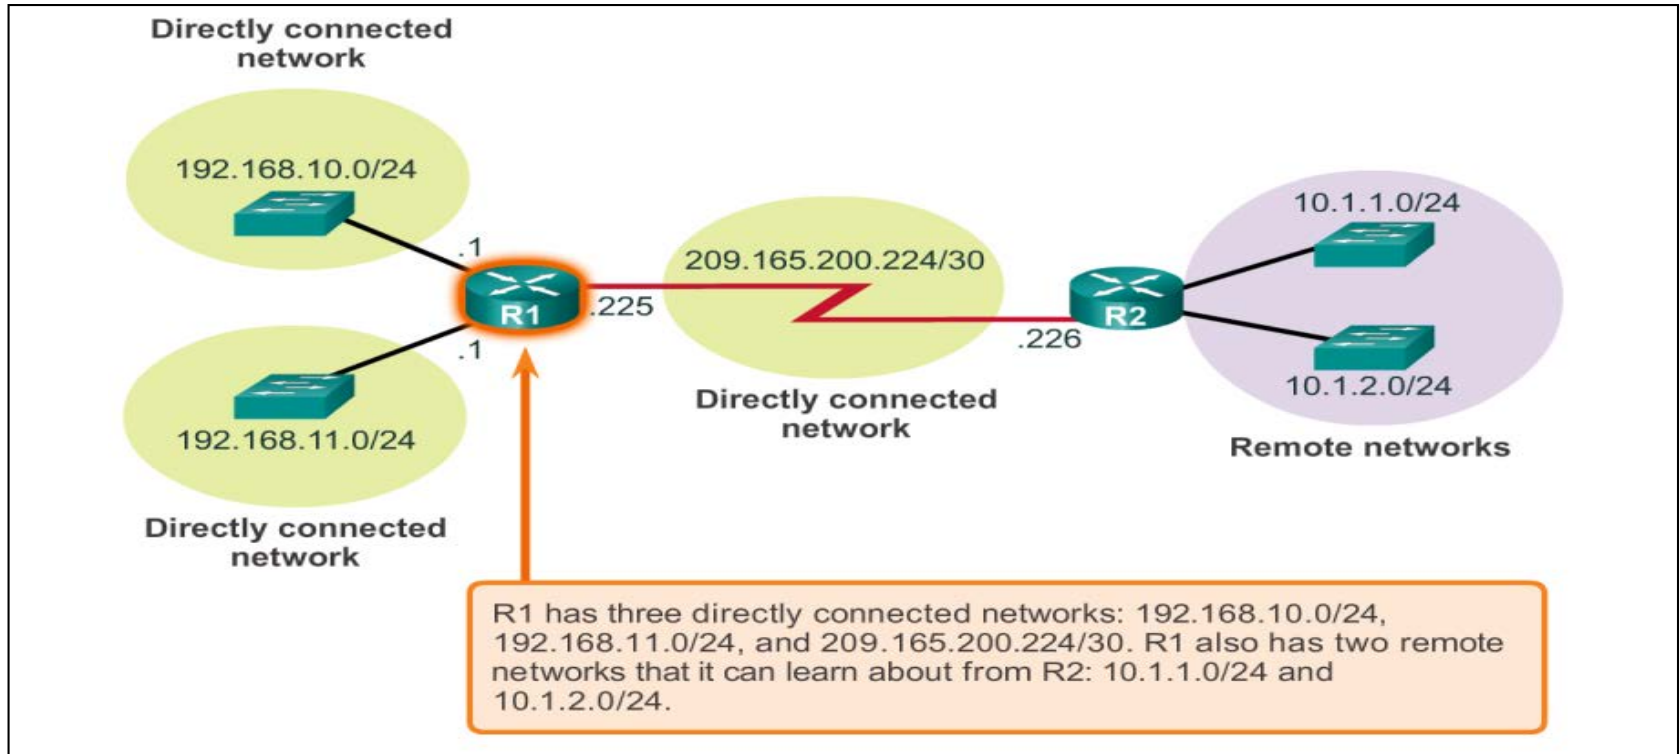 Directly connected
network
192.168.10.0/24
.1
R1
.225
.1
192.168.11.0/24
Directly connected
network
209.165.200.224/30
Directly connected
network
.226
R2
10.1.1.0/24
10.1.2.0/24
Remote networks
R1 has three directly connected networks: 192.168.10.0/24,
192.168.11.0/24, and 209.165.200.224/30. R1 also has two remote
networks that it can learn about from R2: 10.1.1.0/24 and
10.1.2.0/24.